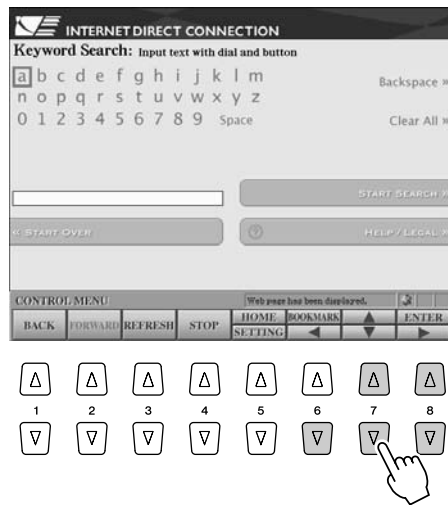 INTERNET DIRECT CONNECTION
Keyword Search: Input text with dial and button
a b c d e f g h i j k l m
Backspace »
n o p q r s t u v w x y z
0 1 2 3 4 5 6 7 8 9 Space
Clear All »
START SEARCH »
« START OVER
? HELP / LEGAL »
CONTROL MENU
Web page has been displayed.
BACK FORWARD REFRESH STOP HOME BOOKMARK ENTER
SETTING
1 2 3 4 5 6 7 8